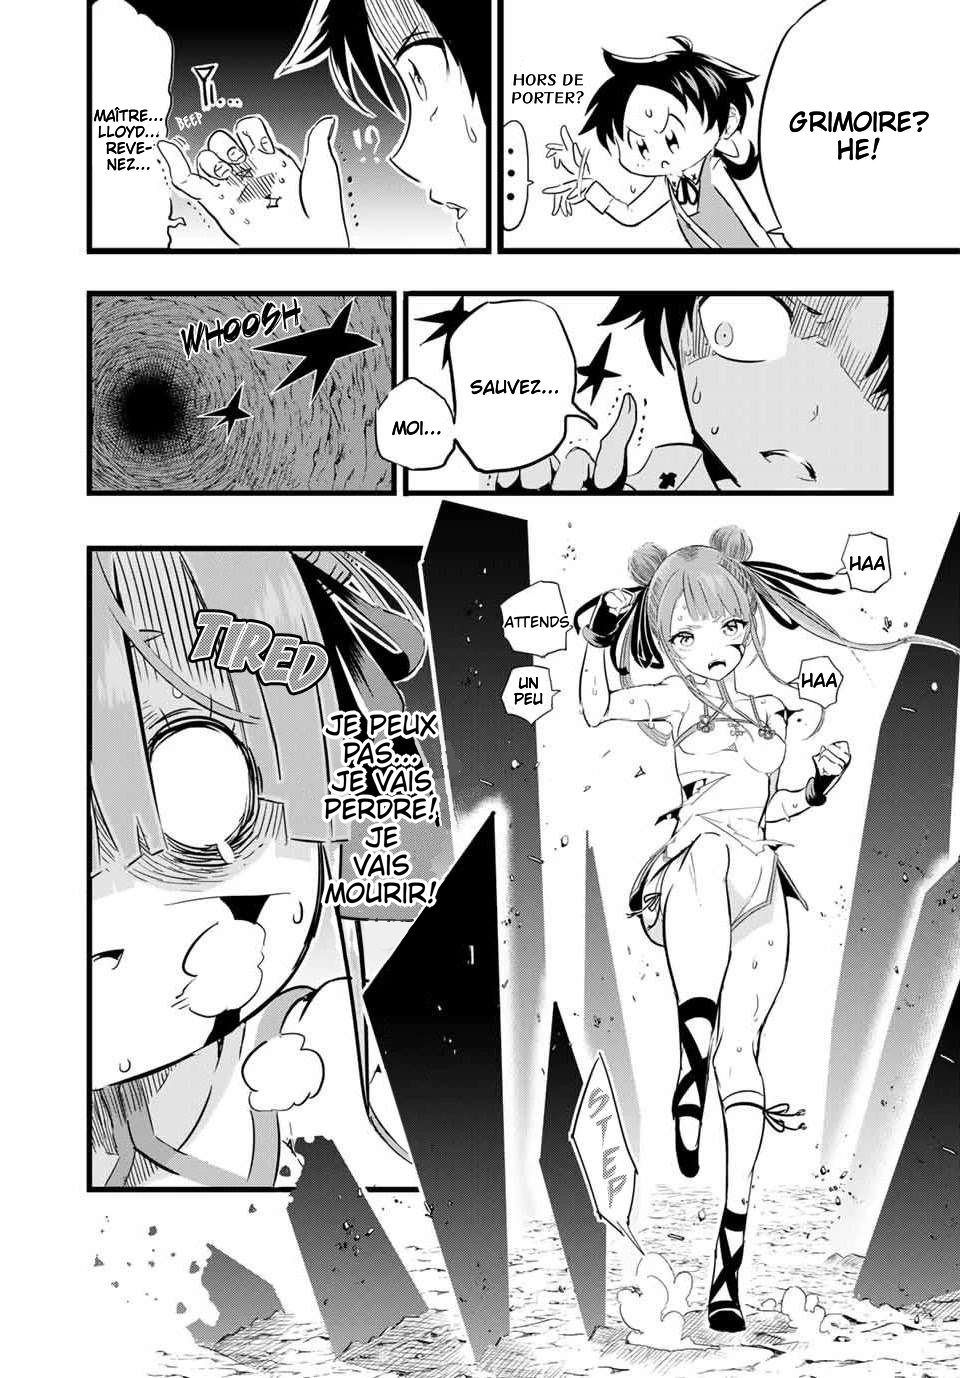 GRIMOIRE?
HE!
HORS DE
PORTER?
...
!?
Y...
BEEP
MAÎTRE...
LLOYD...
REVE-
NEZ...
SAUVEZ...
MOI...
WHOOSH
HAA
HAA
ATTENDS
UN
PEU
STEP
TIRED
JE PEUX
PAS...
JE VAIS
PERDRE!
JE
VAIS
MOURIR!